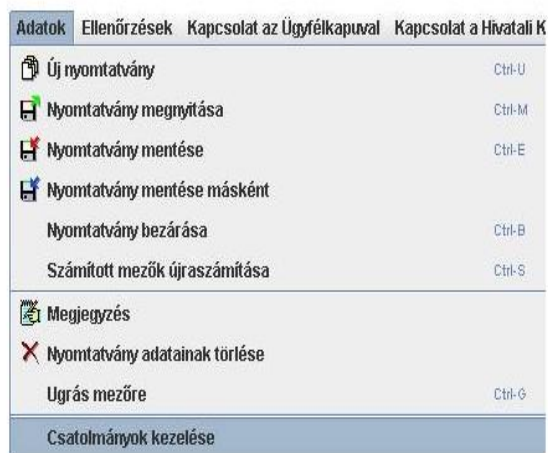 Adatok Ellenőrzések Kapcsolat az Ügyfélkapuval Kapcsolat a Hivatali K
Új nyomtatvány Ctrl-U
Nyomtatvány megnyitása Ctrl-M
Nyomtatvány mentése Ctrl-E
Nyomtatvány mentése másként
Nyomtatvány bezárása Ctrl-B
Számított mezők újraszámítása Ctrl-S
Megjegyzés
Nyomtatvány adatainak törlése
Ugrás mezőre Ctrl-G
Csatolmányok kezelése